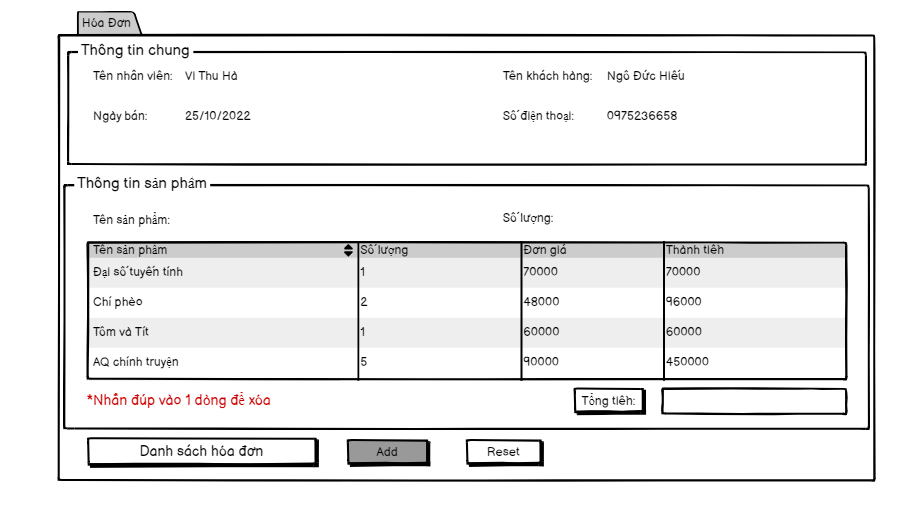 Hóa Đơn
Thông tin chung
Tên nhân viên: Vi Thu Hà Tên khách hàng: Ngô Đức Hiếu
Ngày bán: 25/10/2022 Số điện thoại: 0975236658
Thông tin sản phẩm
Tên sản phẩm: Số lượng:
Tên sản phẩm Số lượng Đơn giá Thành tiền
Đại số tuyến tính 1 70000 70000
Chí phèo 2 48000 96000
Tôm và Tít 1 60000 60000
AQ chính truyện 5 90000 450000
*Nhấn đúp vào 1 dòng để xóa Tổng tiền:
Danh sách hóa đơn Add Reset